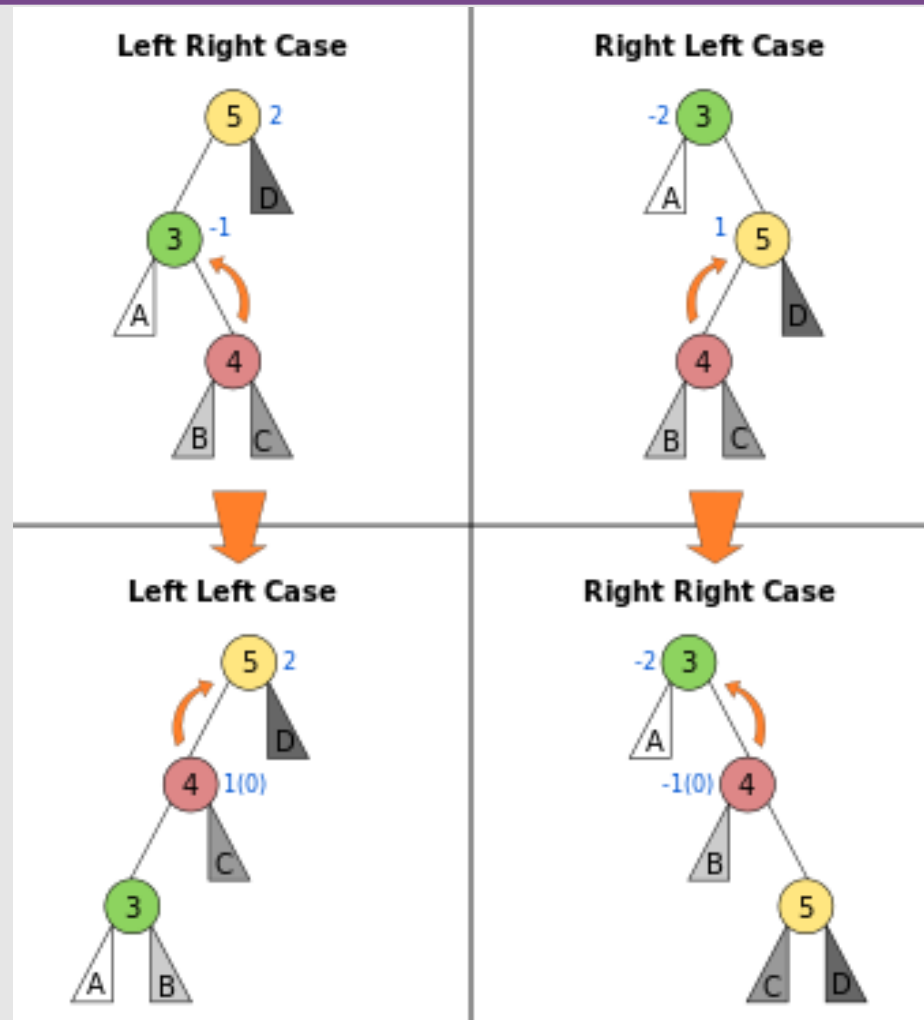 Left Right Case
5 2
D
3 -1
A
4
B C
Right Left Case
-2 3
A
1 5
D
4
B C
Left Left Case
5 2
D
4 1(0)
C
3
A B
Right Right Case
-2 3
A
-1(0) 4
B
5
C D